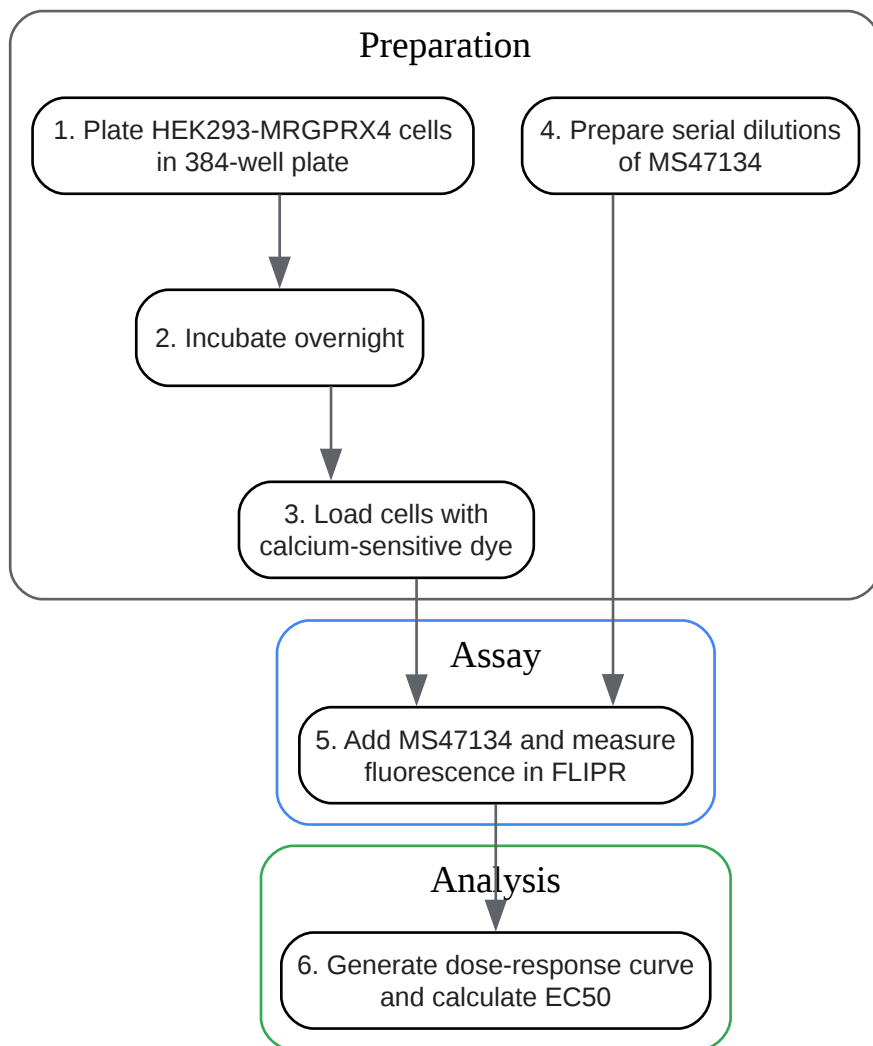 Preparation
1. Plate HEK293-MRGPRX4 cells
in 384-well plate
4. Prepare serial dilutions
of MS47134
2. Incubate overnight
3. Load cells with
calcium-sensitive dye
Assay
5. Add MS47134 and measure
fluorescence in FLIPR
Analysis
6. Generate dose-response curve
and calculate EC50